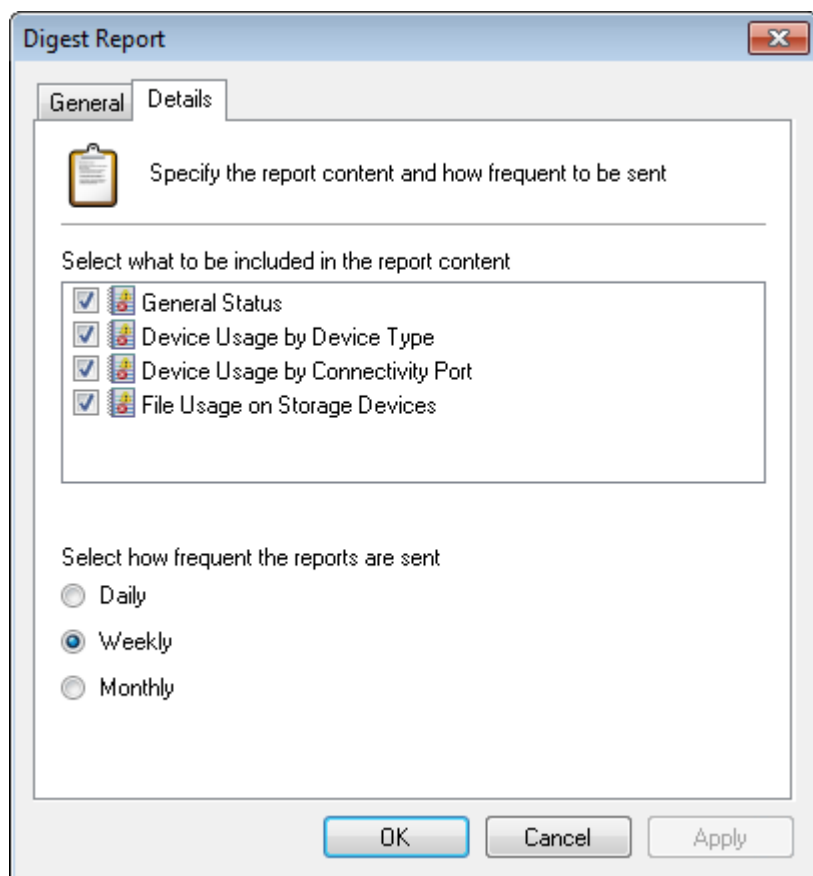 Digest Report
General Details
Specify the report content and how frequent to be sent
Select what to be included in the report content
General Status
Device Usage by Device Type
Device Usage by Connectivity Port
File Usage on Storage Devices
Select how frequent the reports are sent
Daily
Weekly
Monthly
OK Cancel Apply